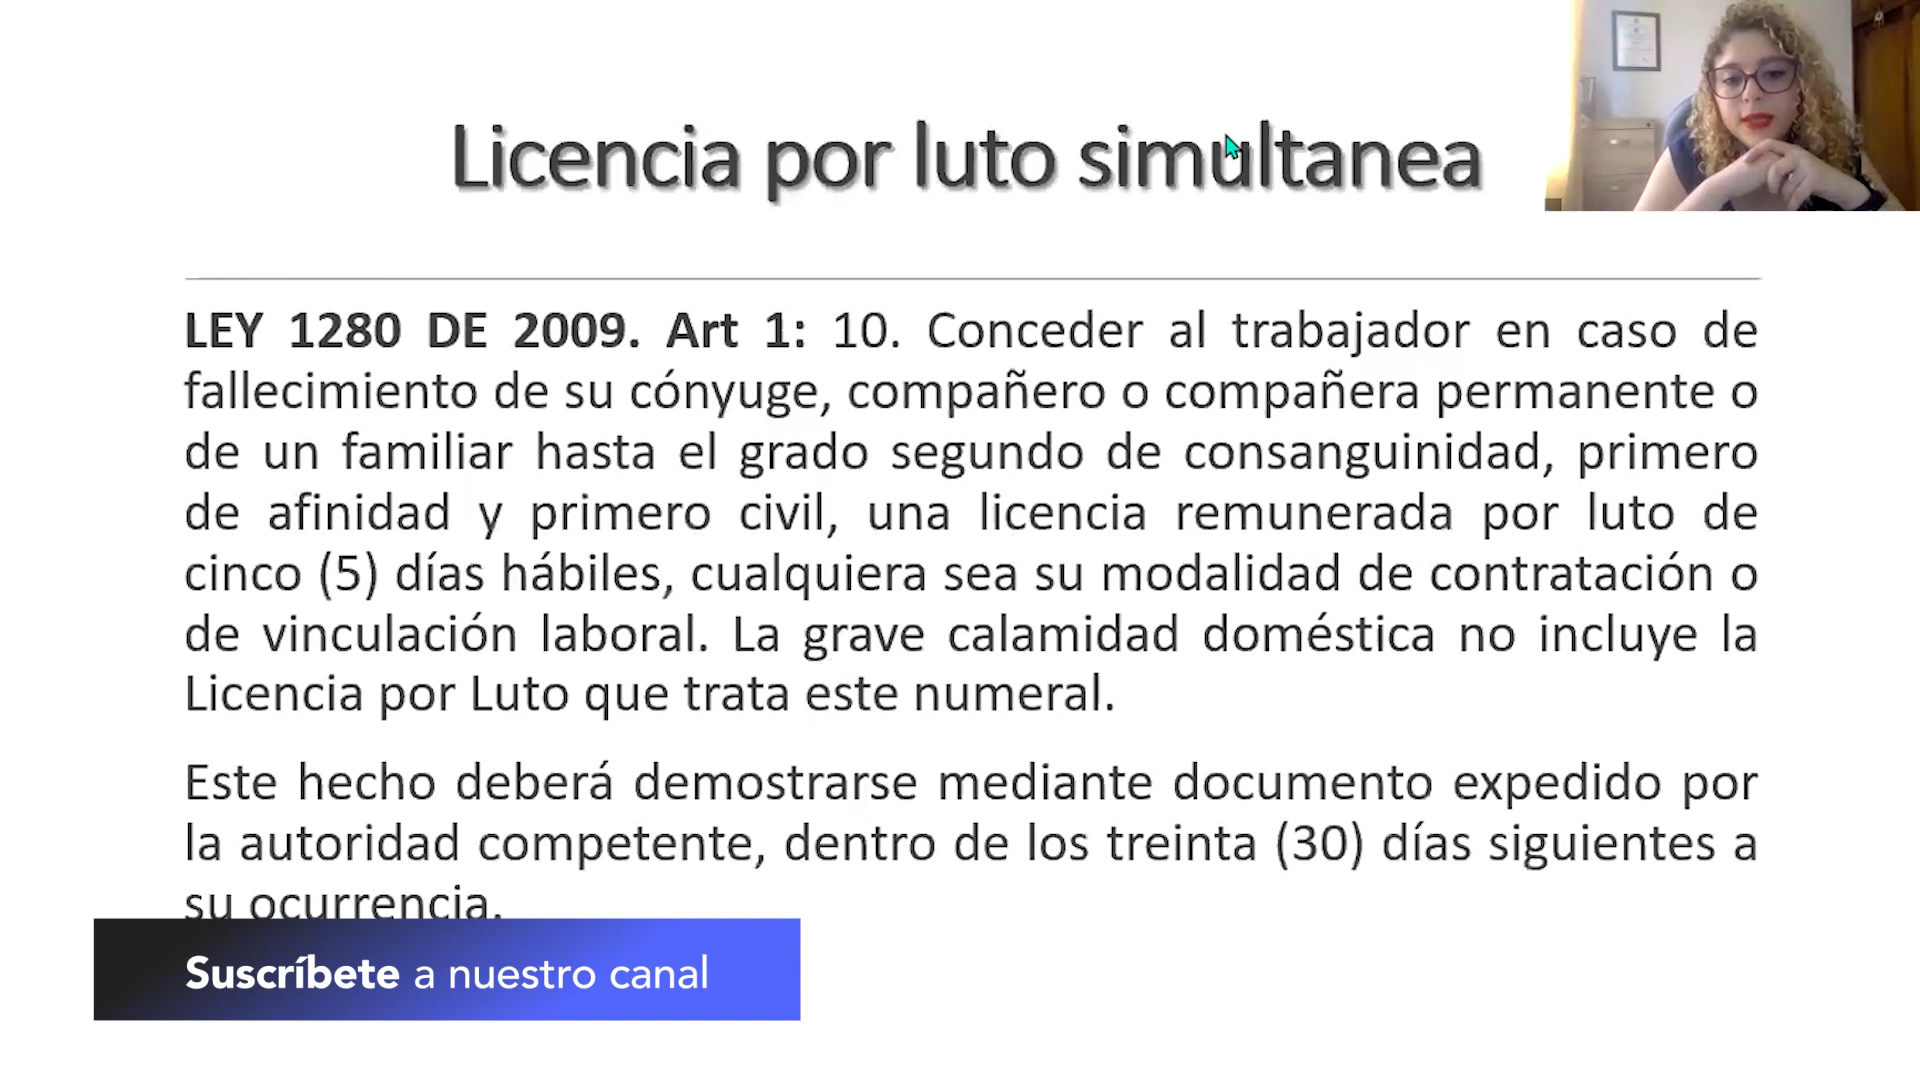 Licencia por luto simultanea
LEY 1280 DE 2009. Art 1: 10. Conceder al trabajador en caso de
fallecimiento de su cónyuge, compañero o compañera permanente o
de un familiar hasta el grado segundo de consanguinidad, primero
de afinidad y primero civil, una licencia remunerada por luto de
cinco (5) días hábiles, cualquiera sea su modalidad de contratación o
de vinculación laboral. La grave calamidad doméstica no incluye la
Licencia por Luto que trata este numeral.
Este hecho deberá demostrarse mediante documento expedido por
la autoridad competente, dentro de los treinta (30) días siguientes a
su ocurrencia.
Suscríbete a nuestro canal